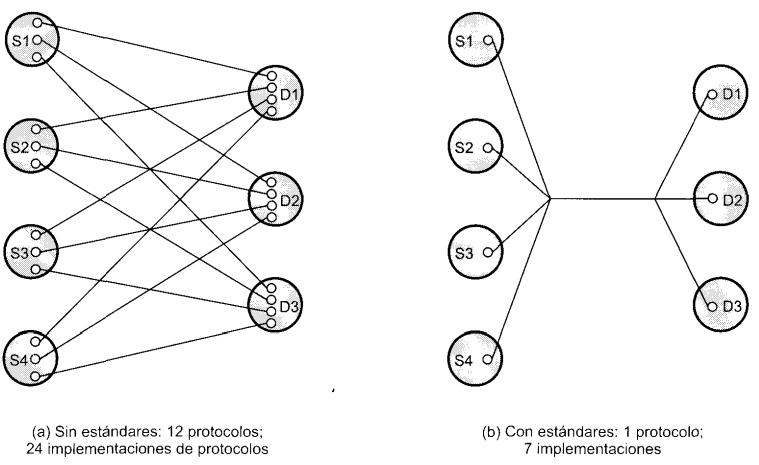 S1
S2
S3
S4
D1
D2
D3
(a) Sin estándares: 12 protocolos;
24 implementaciones de protocolos
S1
S2
S3
S4
D1
D2
D3
(b) Con estándares: 1 protocolo;
7 implementaciones